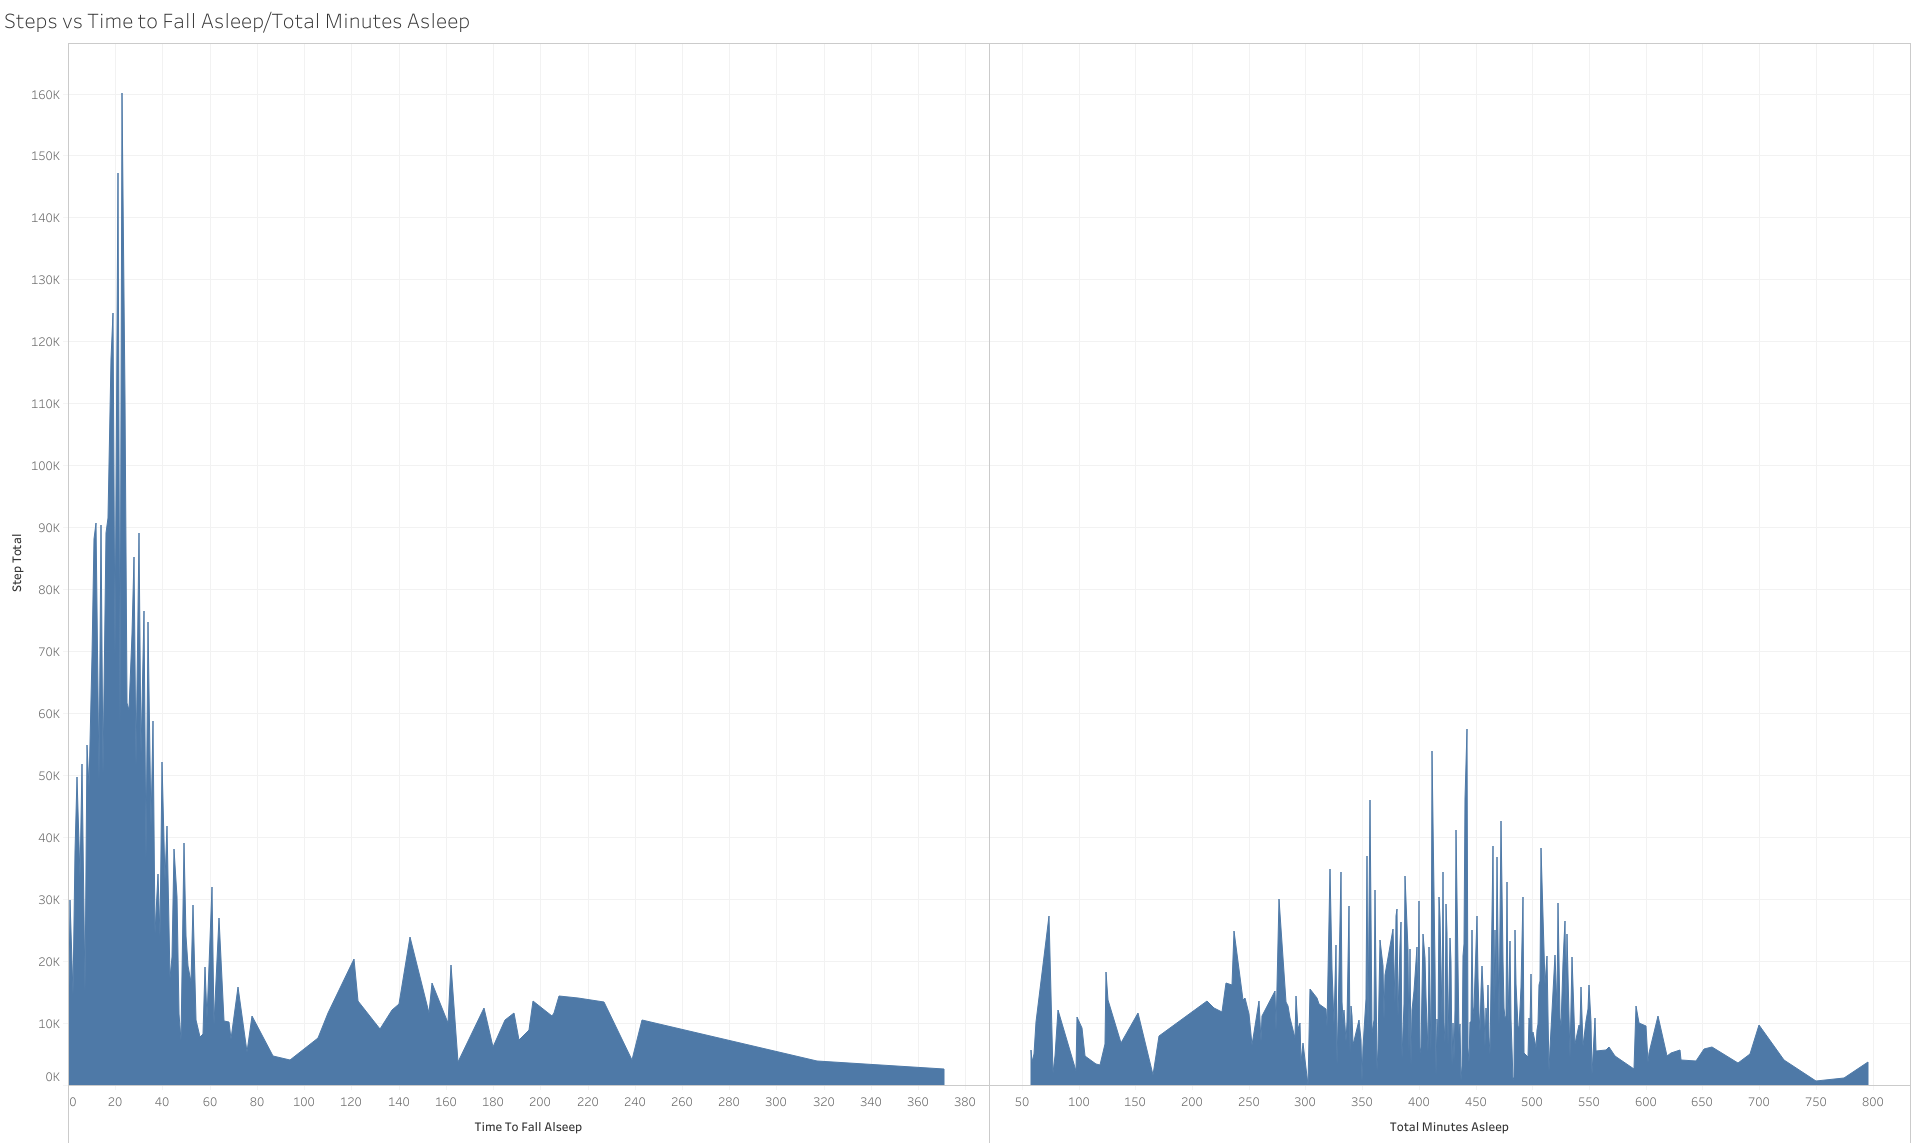 Steps vs Time to Fall Asleep/Total Minutes Asleep
160K
150K
140K
130K
120K
110K
100K
90K
80K
70K
60K
50K
40K
30K
20K
10K
0K
Step Total
0 20 40 60 80 100 120 140 160 180 200 220 240 260 280 300 320 340 360 380
50 100 150 200 250 300 350 400 450 500 550 600 650 700 750 800
Time To Fall Alseep
Total Minutes Asleep